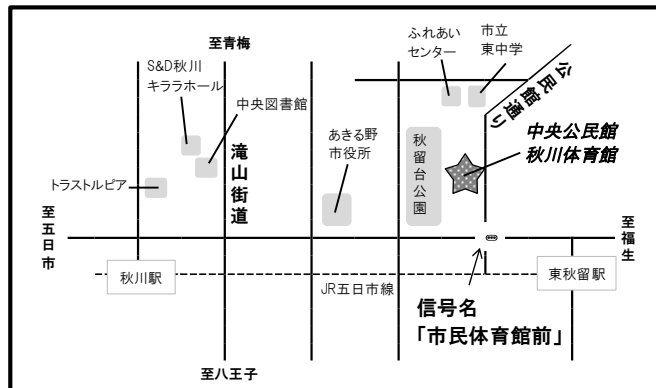 至青梅
S&D秋川
キララホール
中央図書館
トラストルピア
滝山街道
あきる野
市役所
ふれあい
センター
市立
東中学
公民館通り
中央公民館
秋川体育館
秋留台公園
至五日市
至福生
秋川駅
JR五日市線
東秋留駅
信号名
「市民体育館前」
至八王子